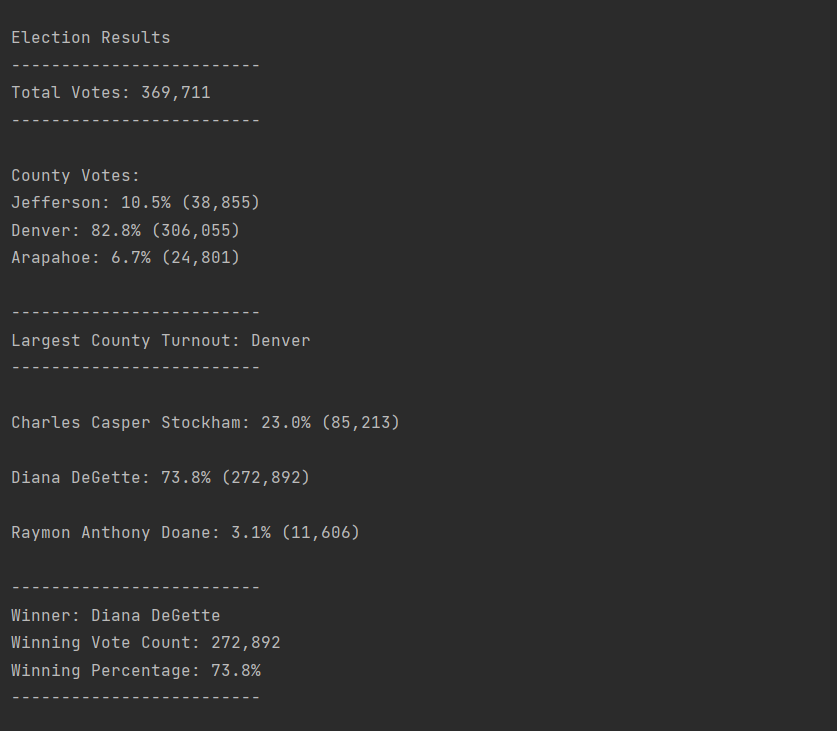 Election Results
-------------------------
Total Votes: 369,711
-------------------------
County Votes:
Jefferson: 10.5% (38,855)
Denver: 82.8% (306,055)
Arapahoe: 6.7% (24,801)
-------------------------
Largest County Turnout: Denver
-------------------------
Charles Casper Stockham: 23.0% (85,213)
Diana DeGette: 73.8% (272,892)
Raymon Anthony Doane: 3.1% (11,606)
-------------------------
Winner: Diana DeGette
Winning Vote Count: 272,892
Winning Percentage: 73.8%
-------------------------